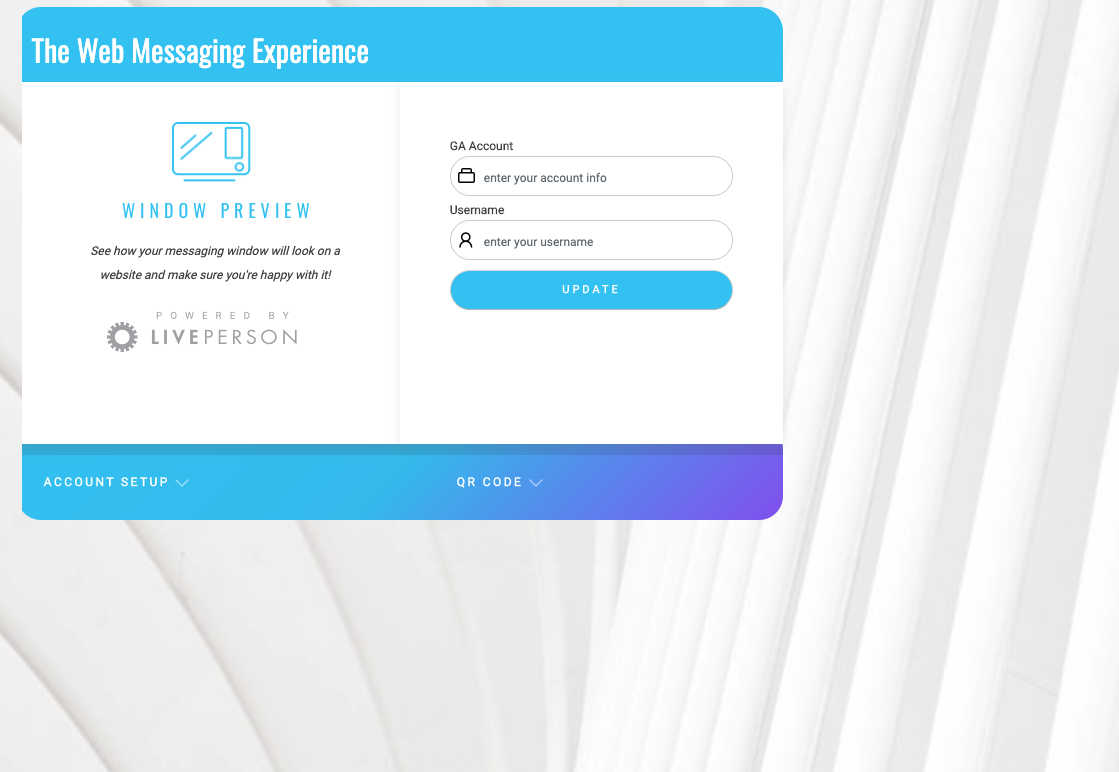 The Web Messaging Experience
WINDOW PREVIEW
See how your messaging window will look on a
website and make sure you're happy with it!
POWERED BY
LIVEPERSON
GA Account
enter your account info
Username
enter your username
UPDATE
ACCOUNT SETUP
QR CODE